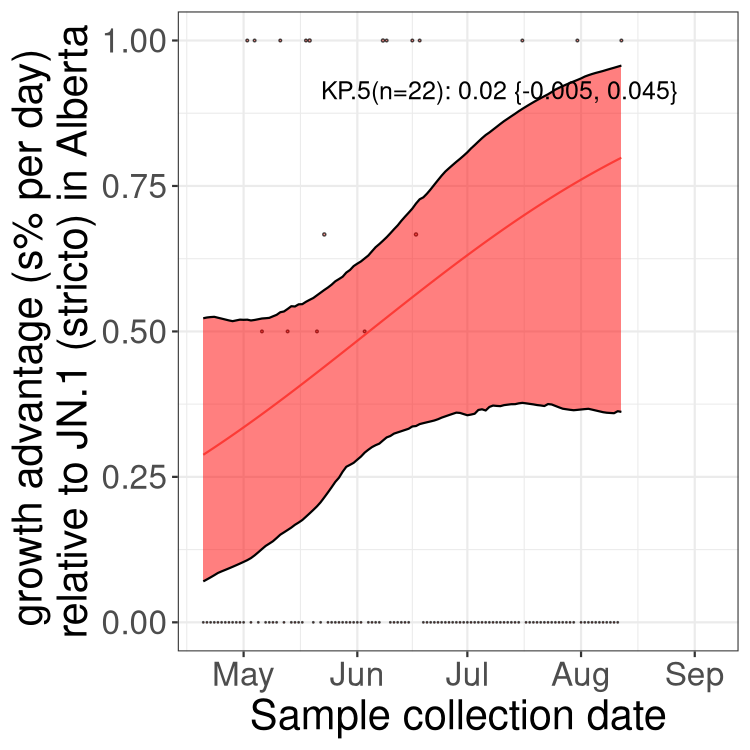 growth advantage (s% per day)
relative to JN.1 (stricto) in Alberta
1.00
0.75
0.50
0.25
0.00
KP.5(n=22): 0.02 {-0.005, 0.045}
May Jun Jul Aug Sep
Sample collection date